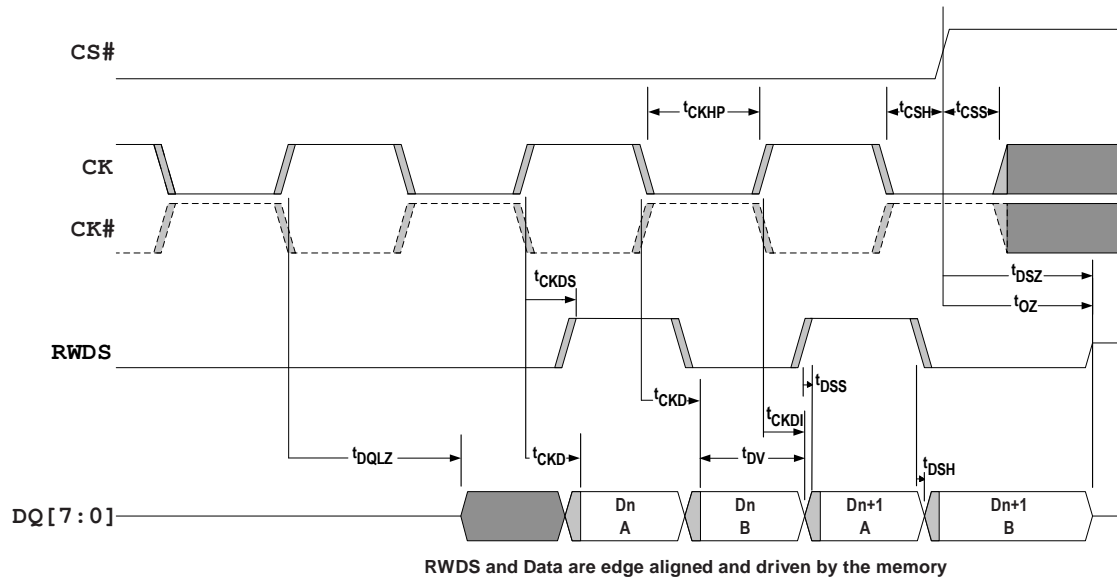 CS#
tCKHP
tCSH
tCSS
CK
CK#
tDSZ
tCKDS
tOZ
RWDS
tDSS
tCKD
tCKDI
tDQLZ
tCKD
tDV
tDSH
DQ[7:0]
Dn
A
Dn
B
Dn+1
A
Dn+1
B
RWDS and Data are edge aligned and driven by the memory